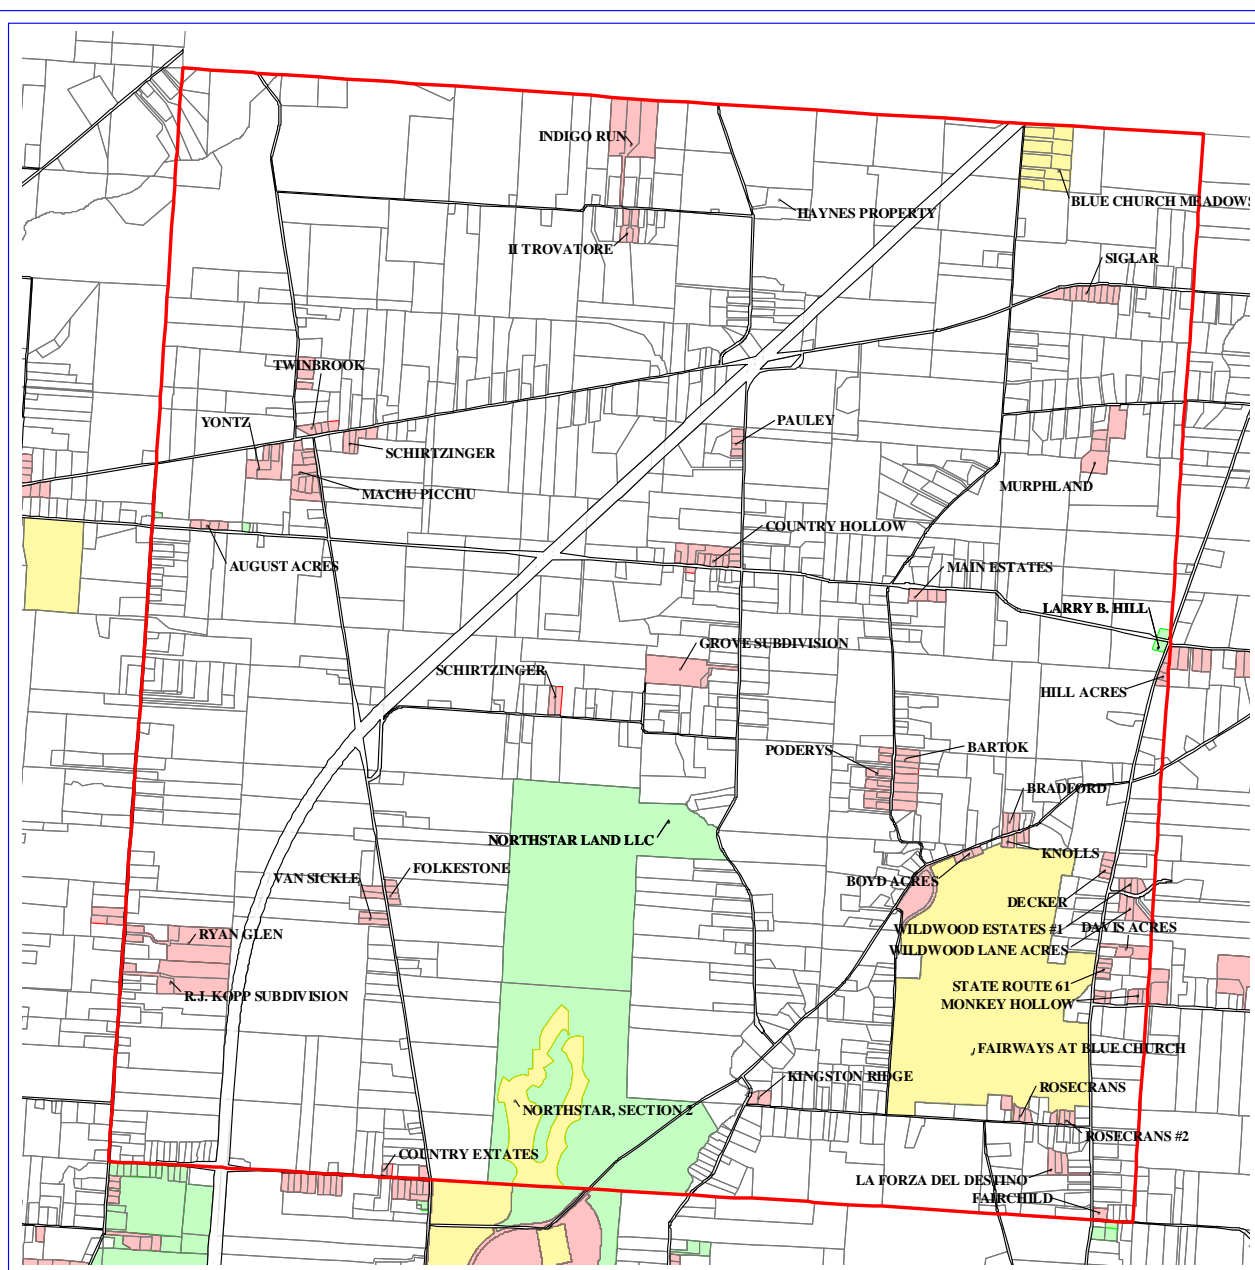 INDIGO RUN
BLUE CHURCH MEADOWS
HAYNES PROPERTY
II TROVATORE
SIGLAR
TWINBROOK
YONTZ
PAULEY
SCHIRTZINGER
MURPHLAND
MACHU PICCHU
COUNTRY HOLLOW
AUGUST ACRES
MAIN ESTATES
LARRY B. HILL
GROVE SUBDIVISION
SCHIRTZINGER
HILL ACRES
PODERYS
BARTOK
BRADFORD
NORTHSTAR LAND LLC
KNOLLS
FOLKESTONE
VAN SICKLE
BOYD ACRES
DECKER
WILDWOOD ESTATES #1
DAVIS ACRES
RYAN GLEN
WILDWOOD LANE ACRES
STATE ROUTE 61
R.J. KOPP SUBDIVISION
MONKEY HOLLOW
FAIRWAYS AT BLUE CHURCH
KINGSTON RIDGE
ROSECRANS
NORTHSTAR, SECTION 2
ROSECRANS #2
COUNTRY EXTATES
LA FORZA DEL DESTINO
FAIRCHILD